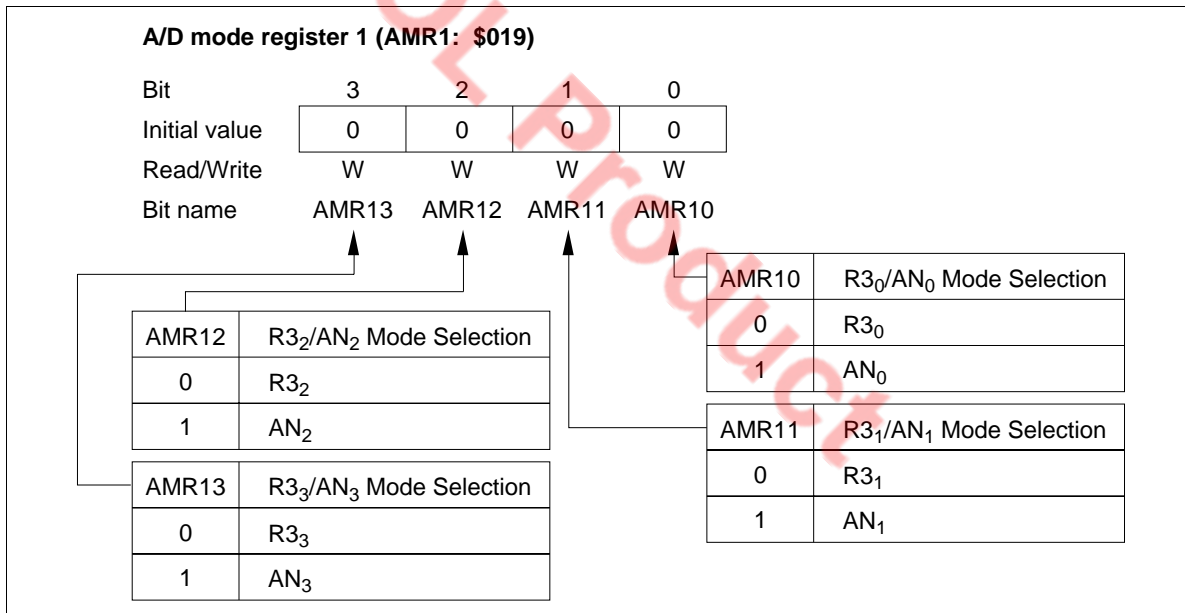 A/D mode register 1 (AMR1: $019)
Bit 3 2 1 0
Initial value 0 0 0 0
Read/Write W W W W
Bit name AMR13 AMR12 AMR11 AMR10
AMR12 R3₂/AN₂ Mode Selection
0 R3₂
1 AN₂
AMR13 R3₃/AN₃ Mode Selection
0 R3₃
1 AN₃
AMR10 R3₀/AN₀ Mode Selection
0 R3₀
1 AN₀
AMR11 R3₁/AN₁ Mode Selection
0 R3₁
1 AN₁
OL Product